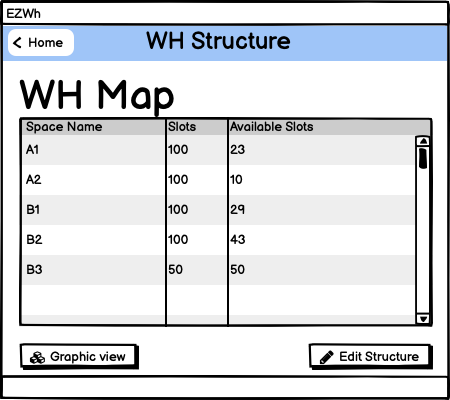 EZWh
Home
WH Structure
WH Map
Space Name Slots Available Slots
A1 100 23
A2 100 10
B1 100 29
B2 100 43
B3 50 50
Graphic view
Edit Structure